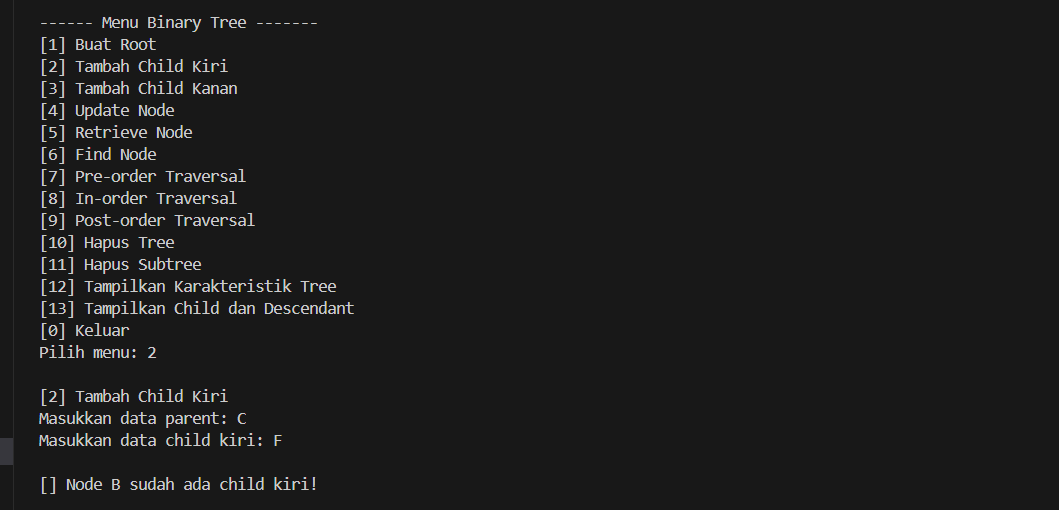 ------ Menu Binary Tree -------
[1] Buat Root
[2] Tambah Child Kiri
[3] Tambah Child Kanan
[4] Update Node
[5] Retrieve Node
[6] Find Node
[7] Pre-order Traversal
[8] In-order Traversal
[9] Post-order Traversal
[10] Hapus Tree
[11] Hapus Subtree
[12] Tampilkan Karakteristik Tree
[13] Tampilkan Child dan Descendant
[0] Keluar
Pilih menu: 2
[2] Tambah Child Kiri
Masukkan data parent: C
Masukkan data child kiri: F
[] Node B sudah ada child kiri!